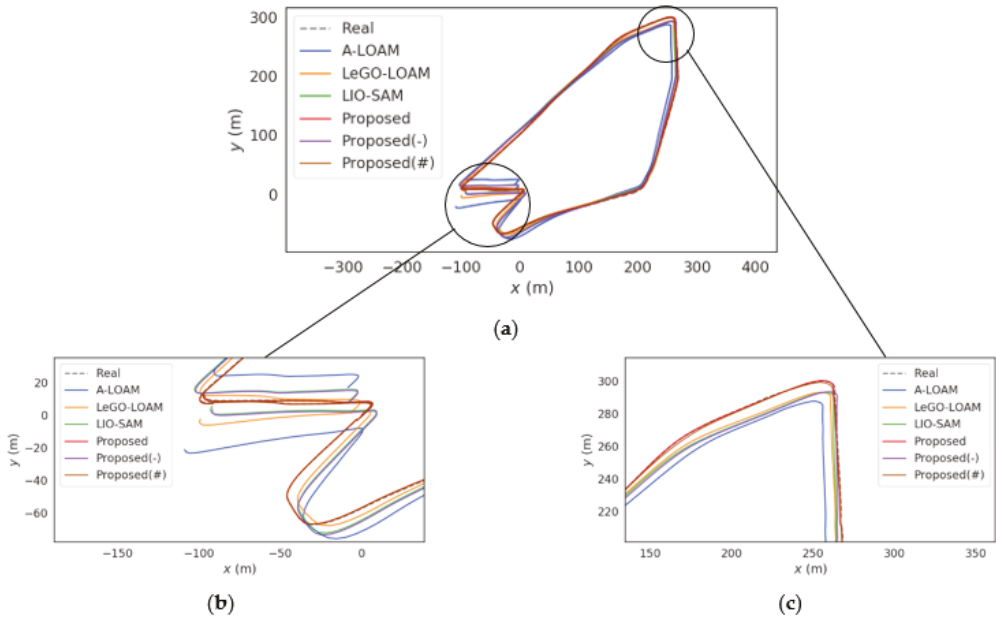 300
200
100
0
y (m)
Real
A-LOAM
LeGO-LOAM
LIO-SAM
Proposed
Proposed(-)
Proposed(#)
−300 −200 −100 0 100 200 300 400
x (m)
(a)
20
0
−20
−40
−60
y (m)
Real
A-LOAM
LeGO-LOAM
LIO-SAM
Proposed
Proposed(-)
Proposed(#)
−150 −100 −50 0
x (m)
(b)
300
280
260
240
220
y (m)
Real
A-LOAM
LeGO-LOAM
LIO-SAM
Proposed
Proposed(-)
Proposed(#)
150 200 250 300 350
x (m)
(c)